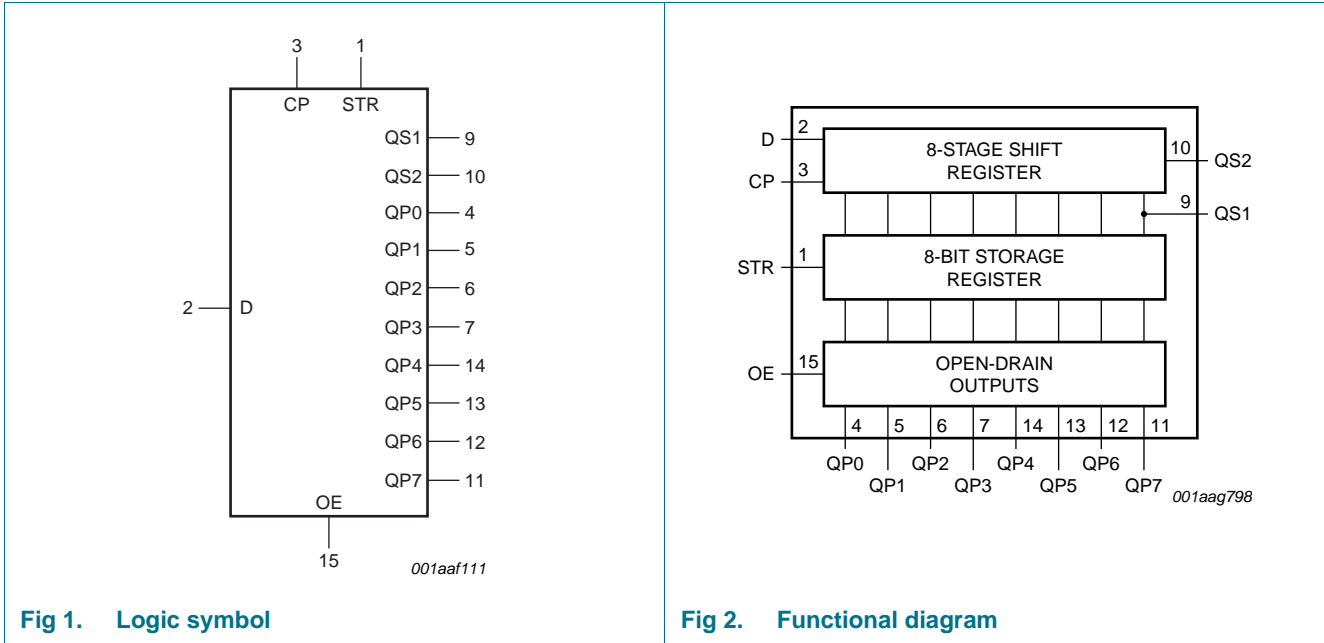 3 1
CP STR
QS1 9
QS2 10
QP0 4
QP1 5
QP2 6
QP3 7
2 D
QP4 14
QP5 13
QP6 12
QP7 11
OE
15
001aaf111
Fig 1. Logic symbol
D 2
8-STAGE SHIFT
REGISTER
10 QS2
CP 3
9 QS1
STR 1
8-BIT STORAGE
REGISTER
OE 15
OPEN-DRAIN
OUTPUTS
4 5 6 7 14 13 12 11
QP0 QP2 QP4 QP6
QP1 QP3 QP5 QP7
001aag798
Fig 2. Functional diagram